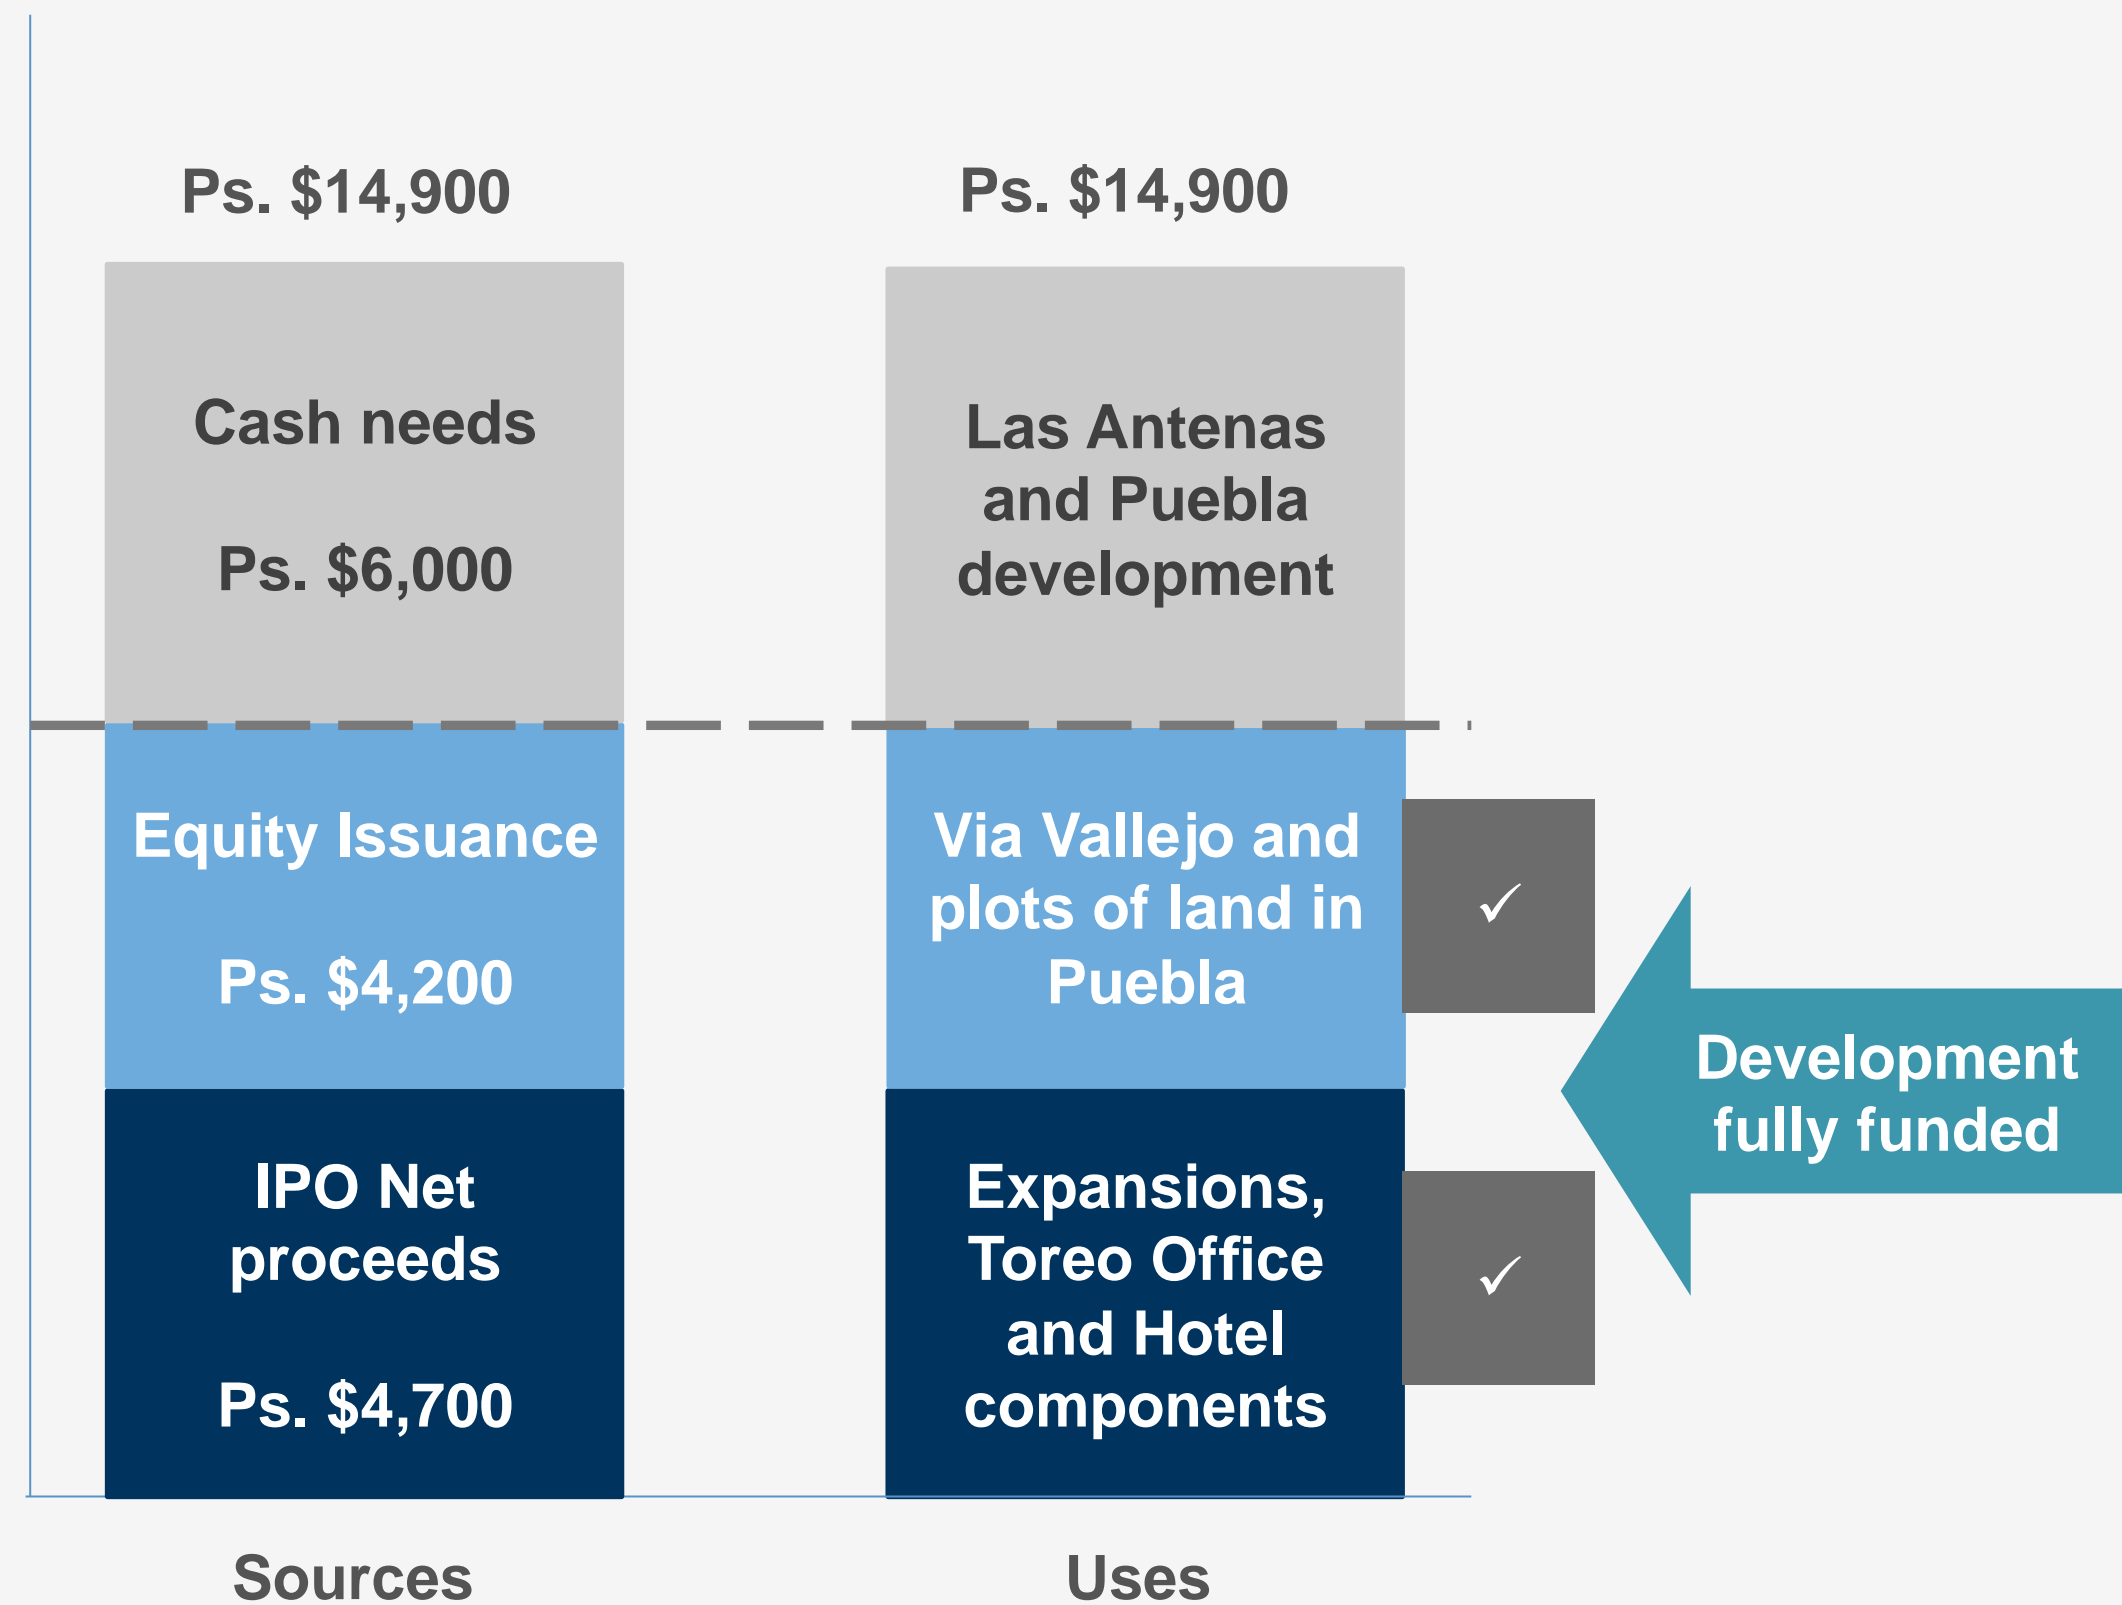 Ps. $14,900
Cash needs
Ps. $6,000
Equity Issuance
Ps. $4,200
IPO Net
proceeds
Ps. $4,700
Sources
Ps. $14,900
Las Antenas
and Puebla
development
Via Vallejo and
plots of land in
Puebla
✓
Expansions,
Toreo Office
and Hotel
components
✓
Uses
Development
fully funded